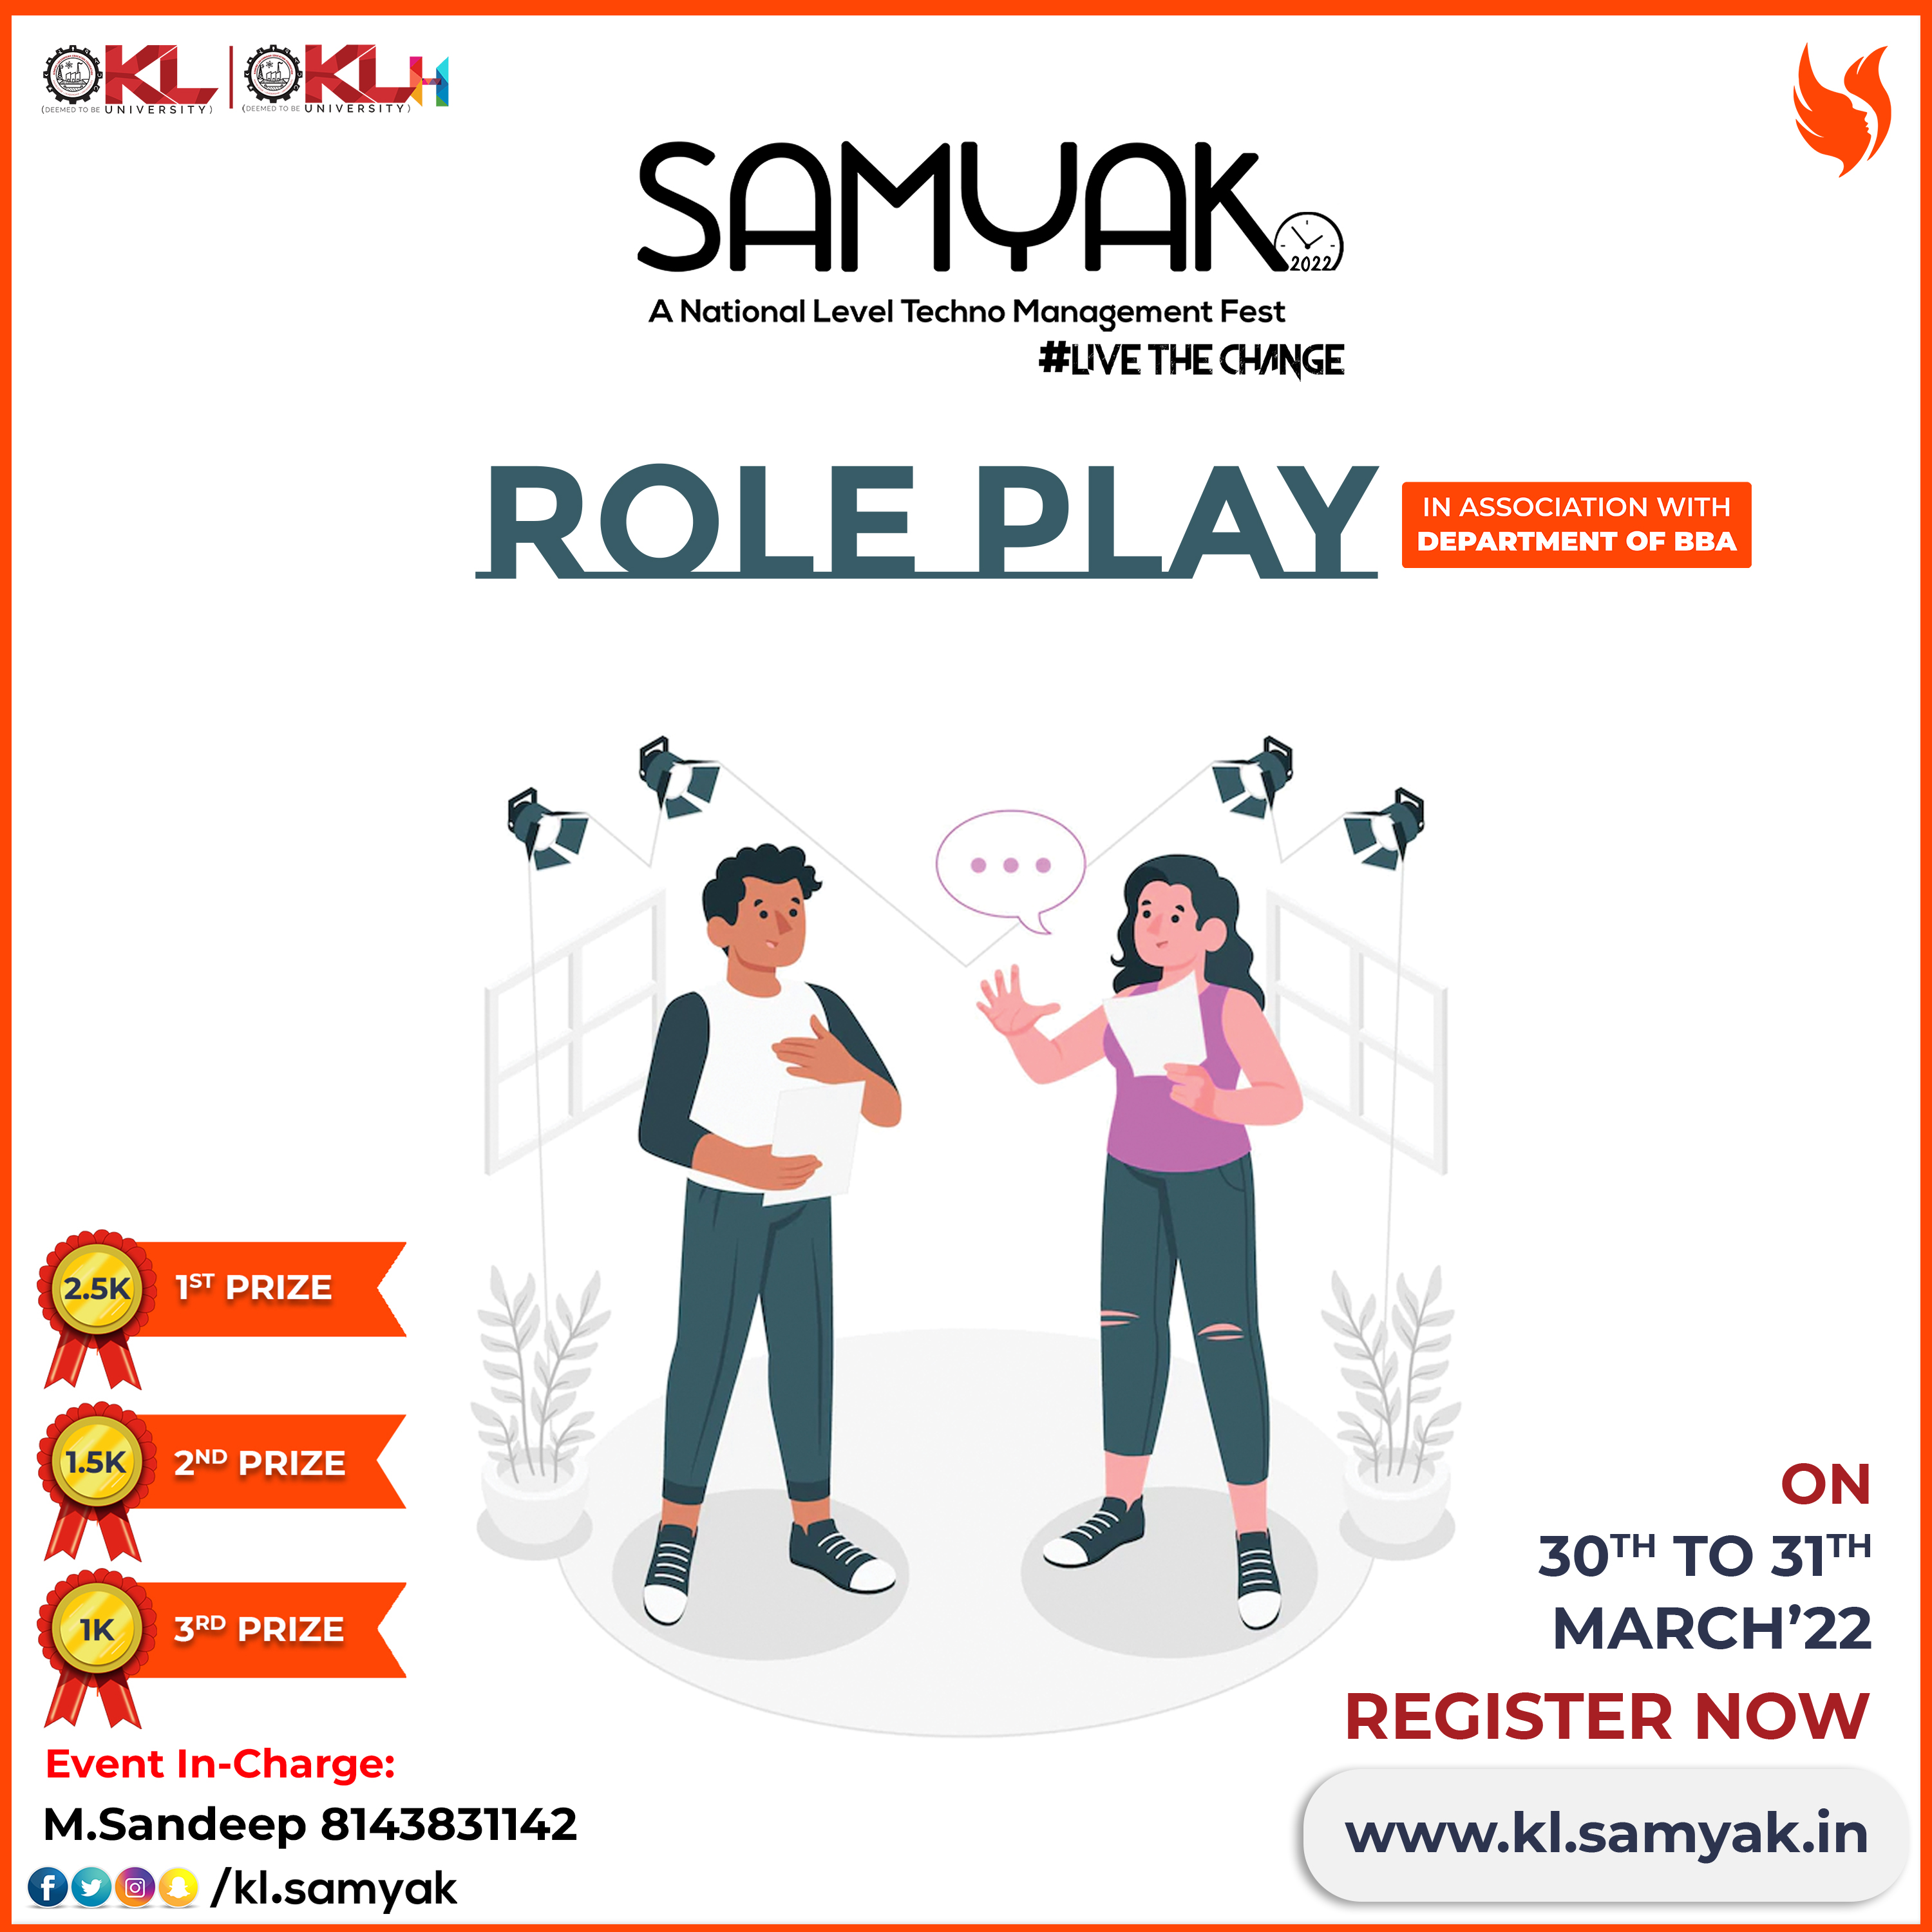 KL | KLH
(DEEMED TO BE UNIVERSITY) (DEEMED TO BE UNIVERSITY)
SAMYAK
2022
A National Level Techno Management Fest
#LIVE THE CHANGE
ROLE PLAY
IN ASSOCIATION WITH
DEPARTMENT OF BBA
2.5K 1ST PRIZE
1.5K 2ND PRIZE
1K 3RD PRIZE
Event In-Charge:
M.Sandeep 8143831142
/kl.samyak
ON
30TH TO 31TH
MARCH’22
REGISTER NOW
www.kl.samyak.in